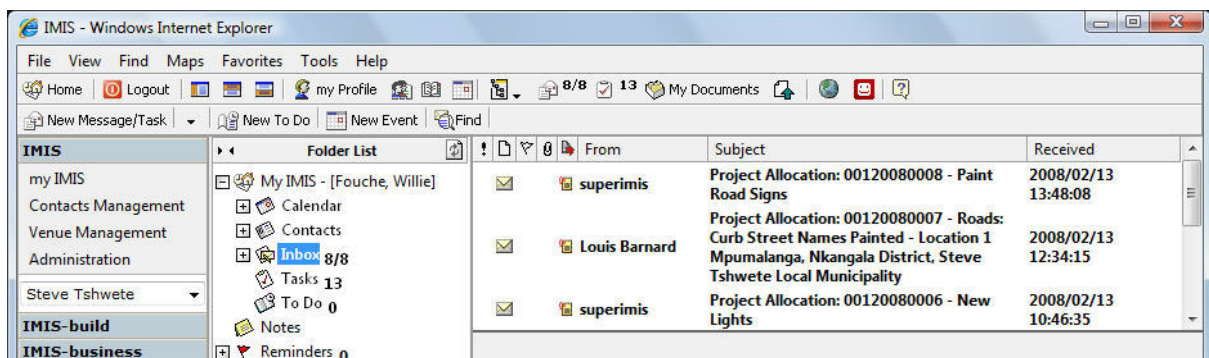 IMIS - Windows Internet Explorer
File View Find Maps Favorites Tools Help
Home Logout my Profile 8/8 13 My Documents
New Message/Task New To Do New Event Find
IMIS
my IMIS
Contacts Management
Venue Management
Administration
Steve Tshwete
IMIS-build
IMIS-business
Folder List
My IMIS - [Fouche, Willie]
Calendar
Contacts
Inbox 8/8
Tasks 13
To Do 0
Notes
Reminders 0
From Subject Received
superimis
Project Allocation: 00120080008 - Paint
Road Signs
2008/02/13
13:48:08
Louis Barnard
Project Allocation: 00120080007 - Roads:
Curb Street Names Painted - Location 1
Mpumalanga, Nkangala District, Steve
Tshwete Local Municipality
2008/02/13
12:34:15
superimis
Project Allocation: 00120080006 - New
Lights
2008/02/13
10:46:35